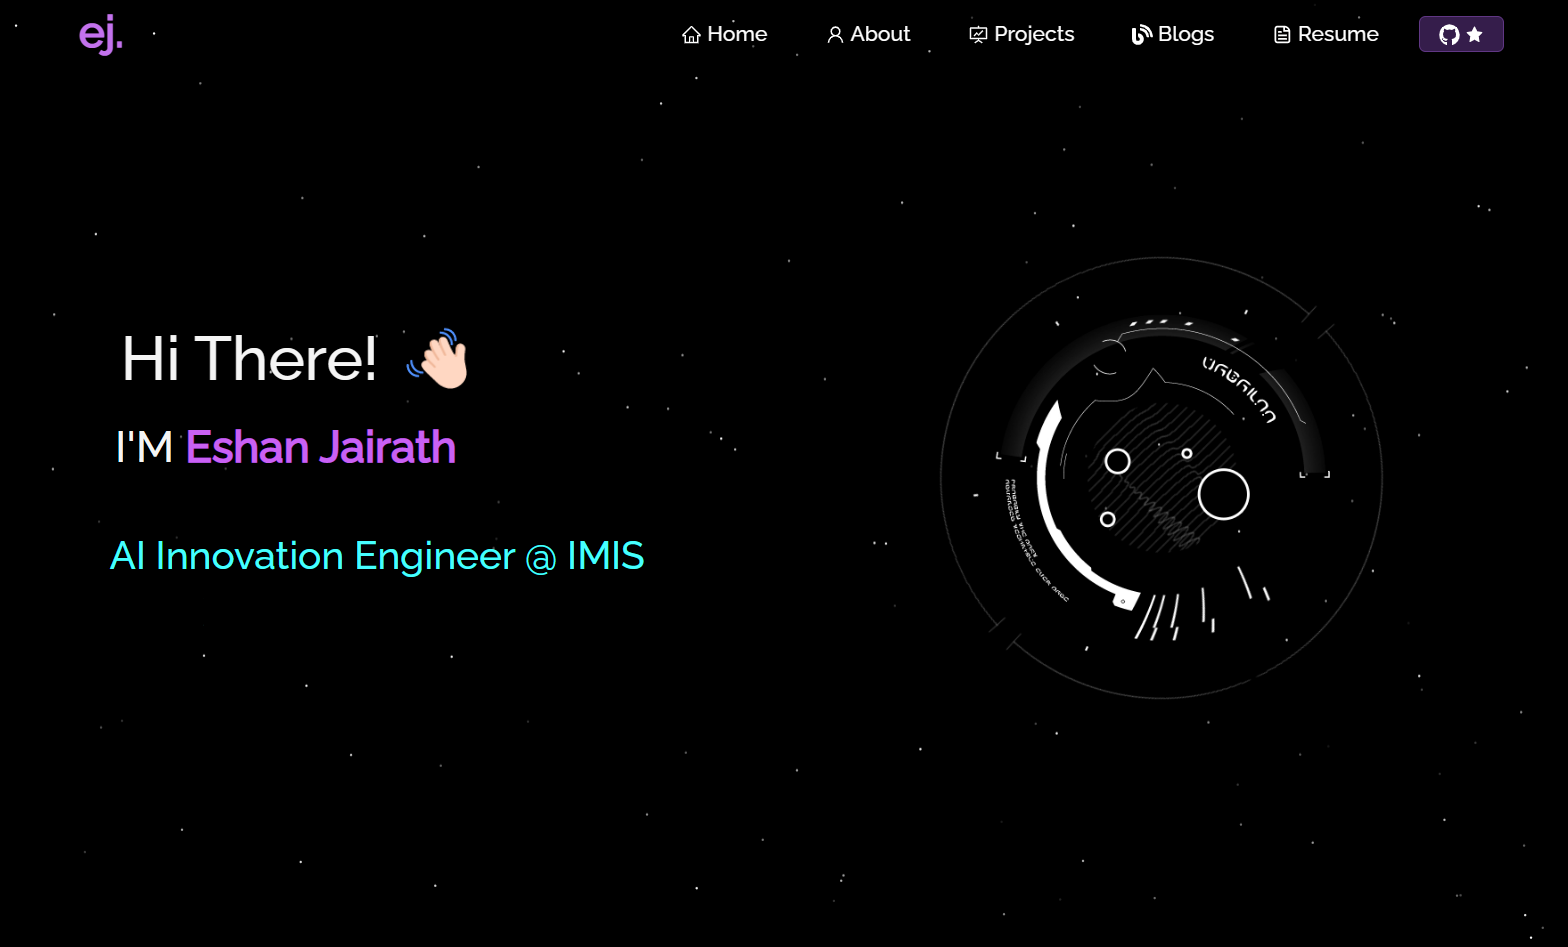 ej.
Home
About
Projects
Blogs
Resume
Hi There!
I'M Eshan Jairath
AI Innovation Engineer @ IMIS